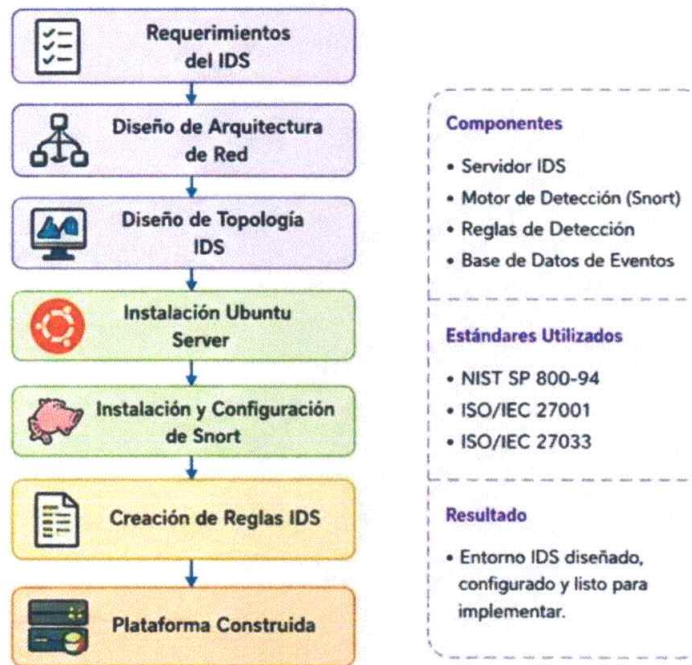 Requerimientos
del IDS
Diseño de Arquitectura
de Red
Diseño de Topología
IDS
Instalación Ubuntu
Server
Instalación y Configuración
de Snort
Creación de Reglas IDS
Plataforma Construida
Componentes
• Servidor IDS
• Motor de Detección (Snort)
• Reglas de Detección
• Base de Datos de Eventos
Estándares Utilizados
• NIST SP 800-94
• ISO/IEC 27001
• ISO/IEC 27033
Resultado
• Entorno IDS diseñado,
configurado y listo para
implementar.